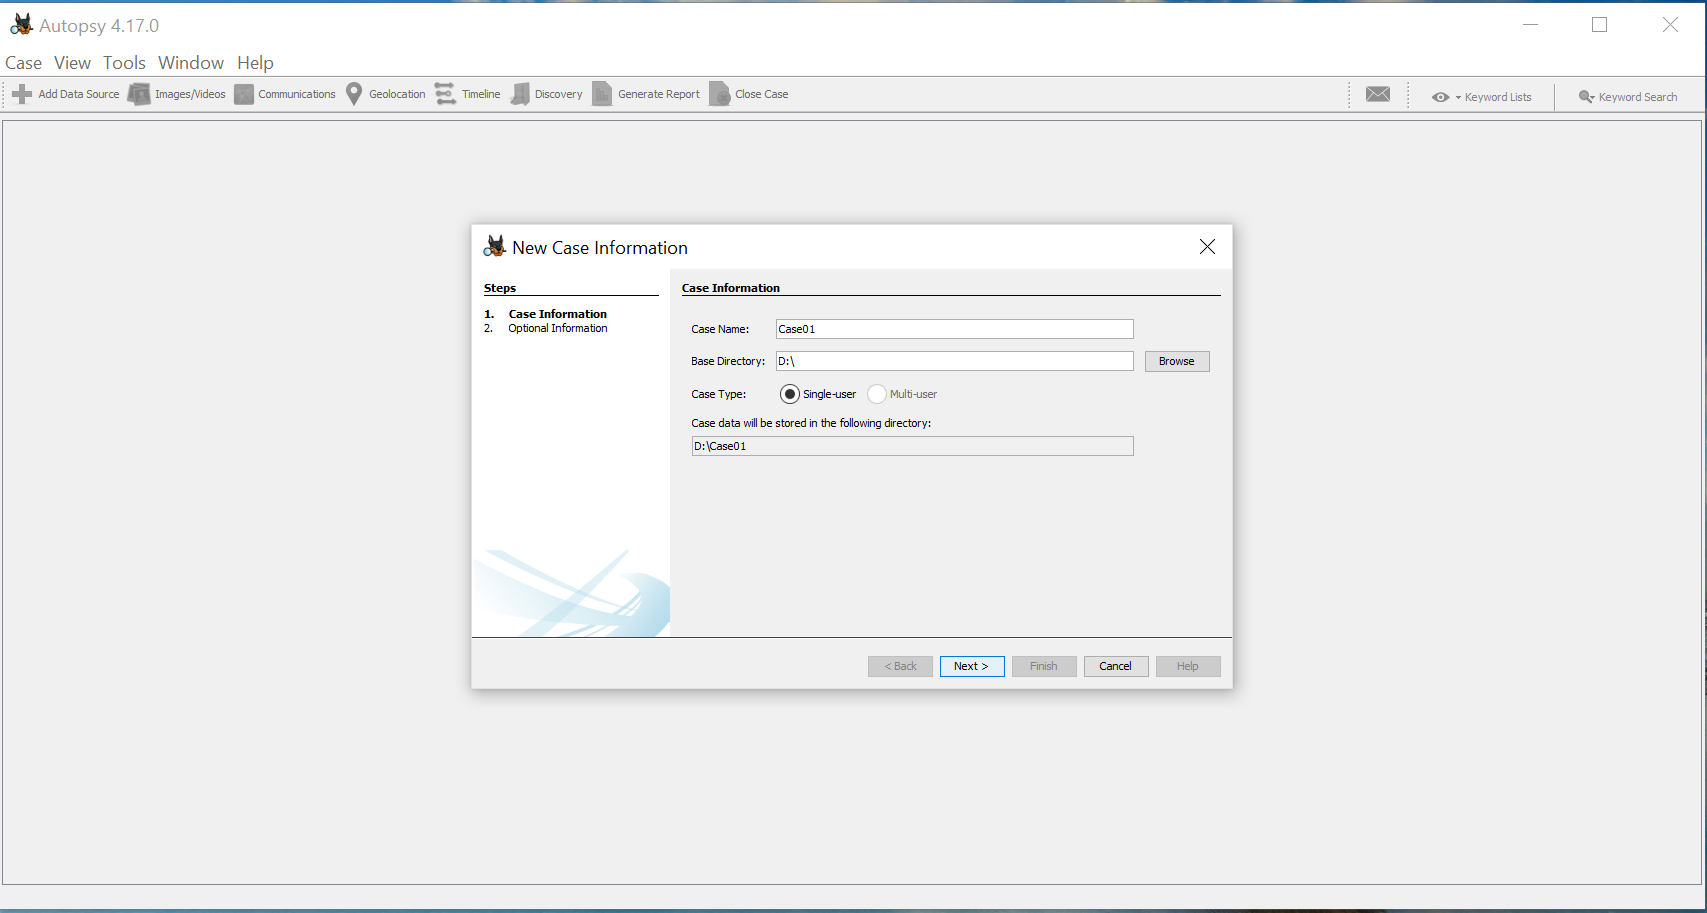 Autopsy 4.17.0
Case View Tools Window Help
Add Data Source Images/Videos Communications Geolocation Timeline Discovery Generate Report Close Case Keyword Lists Keyword Search
New Case Information
Steps
1. Case Information
2. Optional Information
Case Information
Case Name: Case01
Base Directory: D:\ Browse
Case Type: Single-user Multi-user
Case data will be stored in the following directory:
D:\Case01
< Back Next > Finish Cancel Help